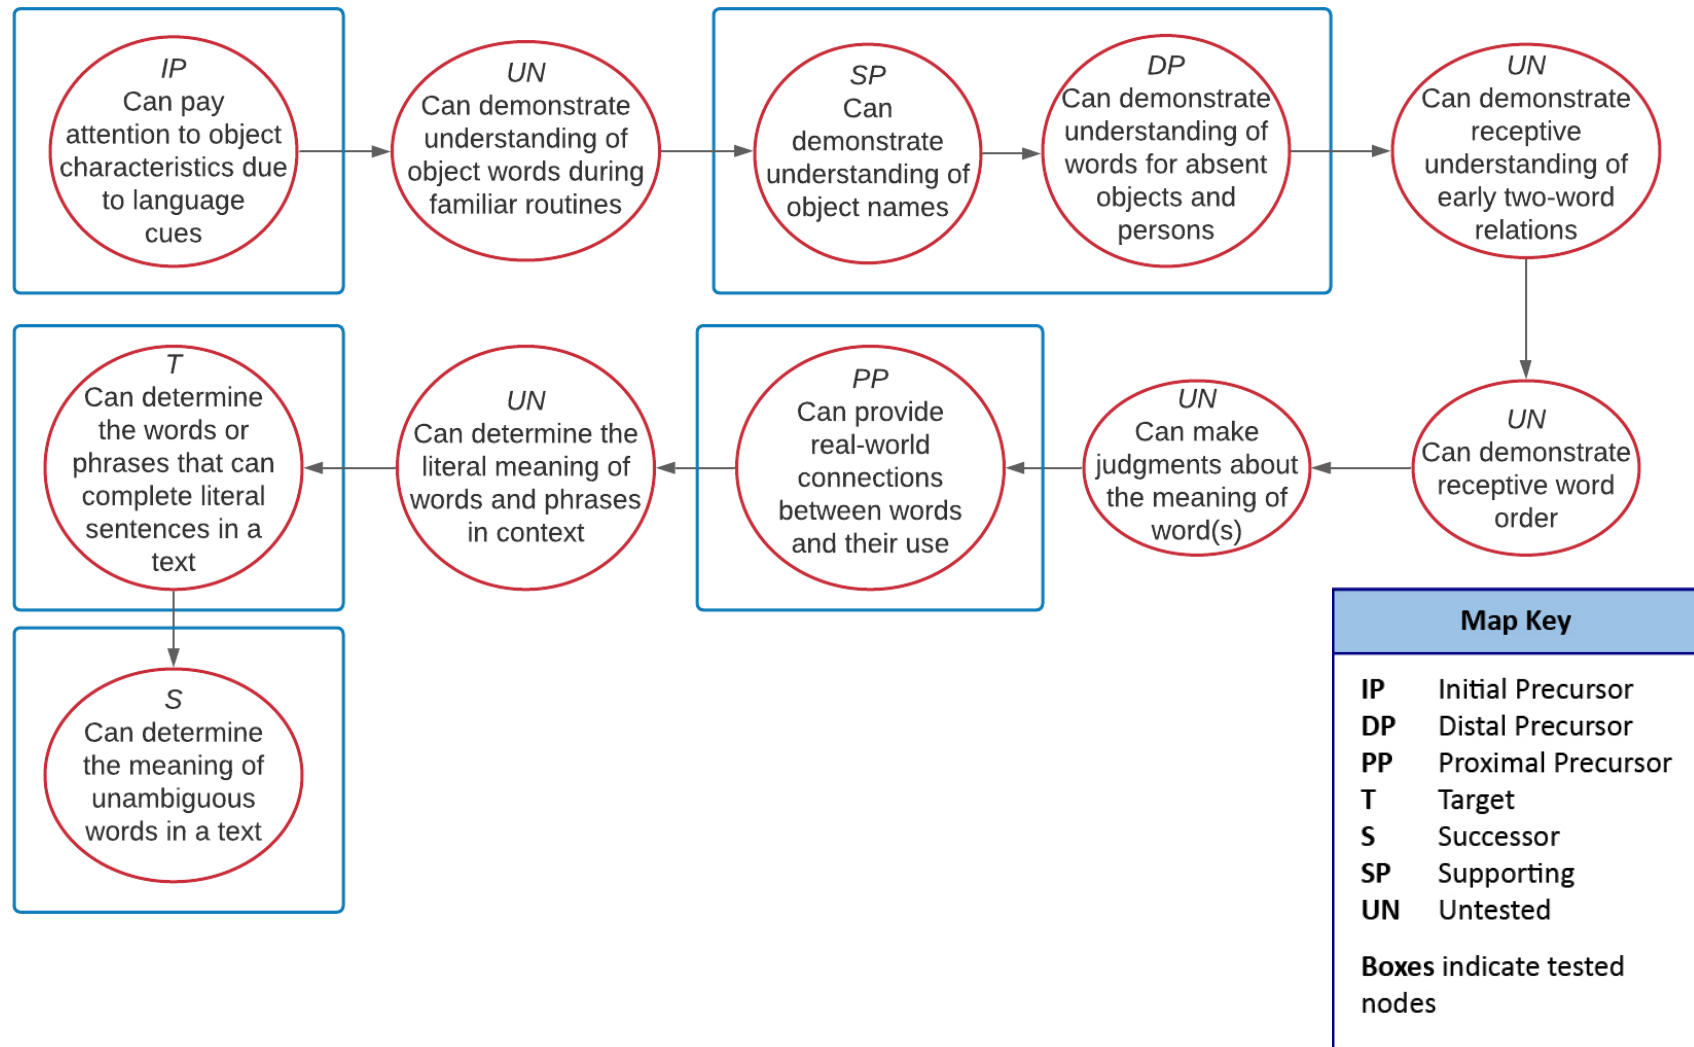 IP
Can pay
attention to object
characteristics due
to language
cues
UN
Can demonstrate
understanding of
object words during
familiar routines
SP
Can
demonstrate
understanding of
object names
DP
Can demonstrate
understanding of
words for absent
objects and
persons
UN
Can demonstrate
receptive
understanding of
early two-word
relations
UN
Can demonstrate
receptive word
order
UN
Can make
judgments about
the meaning of
word(s)
PP
Can provide
real-world
connections
between words
and their use
UN
Can determine the
literal meaning of
words and phrases
in context
T
Can determine
the words or
phrases that can
complete literal
sentences in a
text
S
Can determine
the meaning of
unambiguous
words in a text
Map Key
IP Initial Precursor
DP Distal Precursor
PP Proximal Precursor
T Target
S Successor
SP Supporting
UN Untested
Boxes indicate tested
nodes